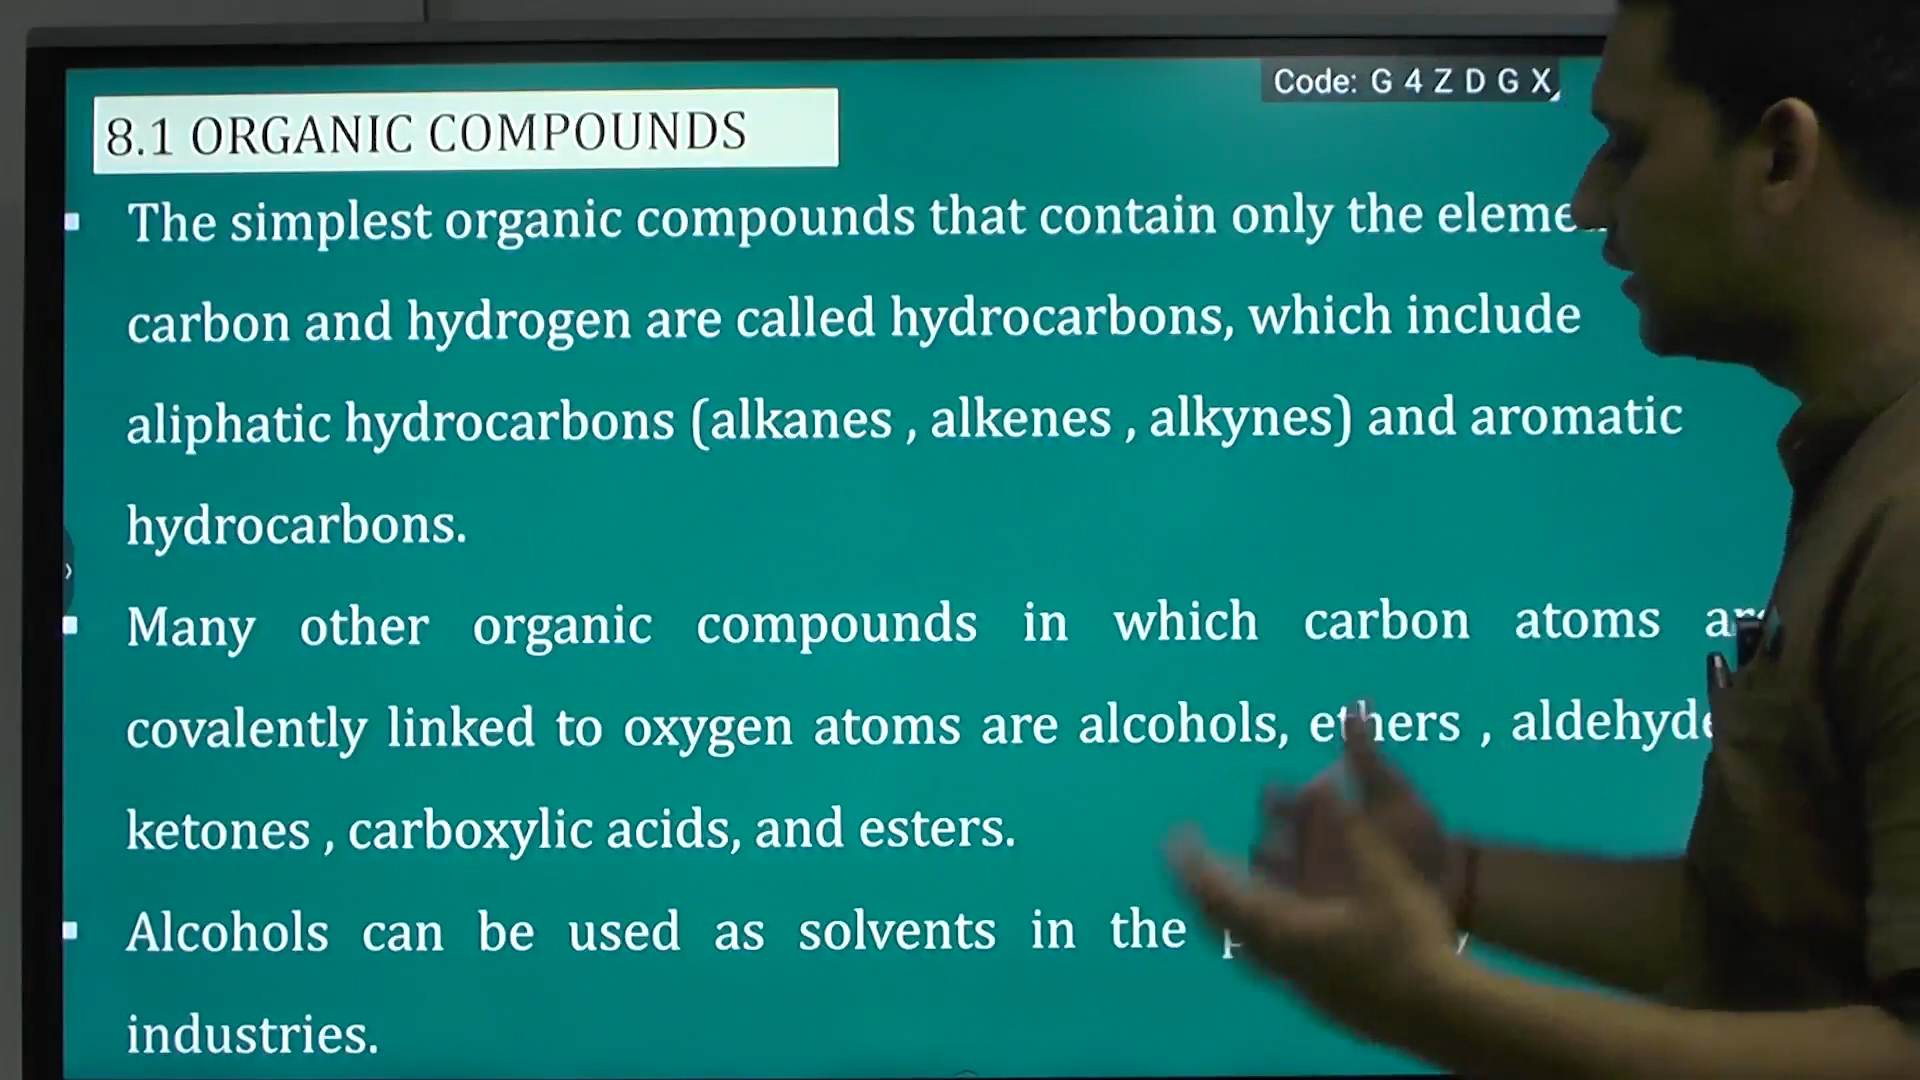 Code: G 4 Z D G X
8.1 ORGANIC COMPOUNDS
The simplest organic compounds that contain only the
carbon and hydrogen are called hydrocarbons, which include
aliphatic hydrocarbons (alkanes , alkenes , alkynes) and aromatic
hydrocarbons.
Many other organic compounds in which carbon atoms are
covalently linked to oxygen atoms are alcohols, ethers , aldehyde
ketones , carboxylic acids, and esters.
Alcohols can be used as solvents in the
industries.